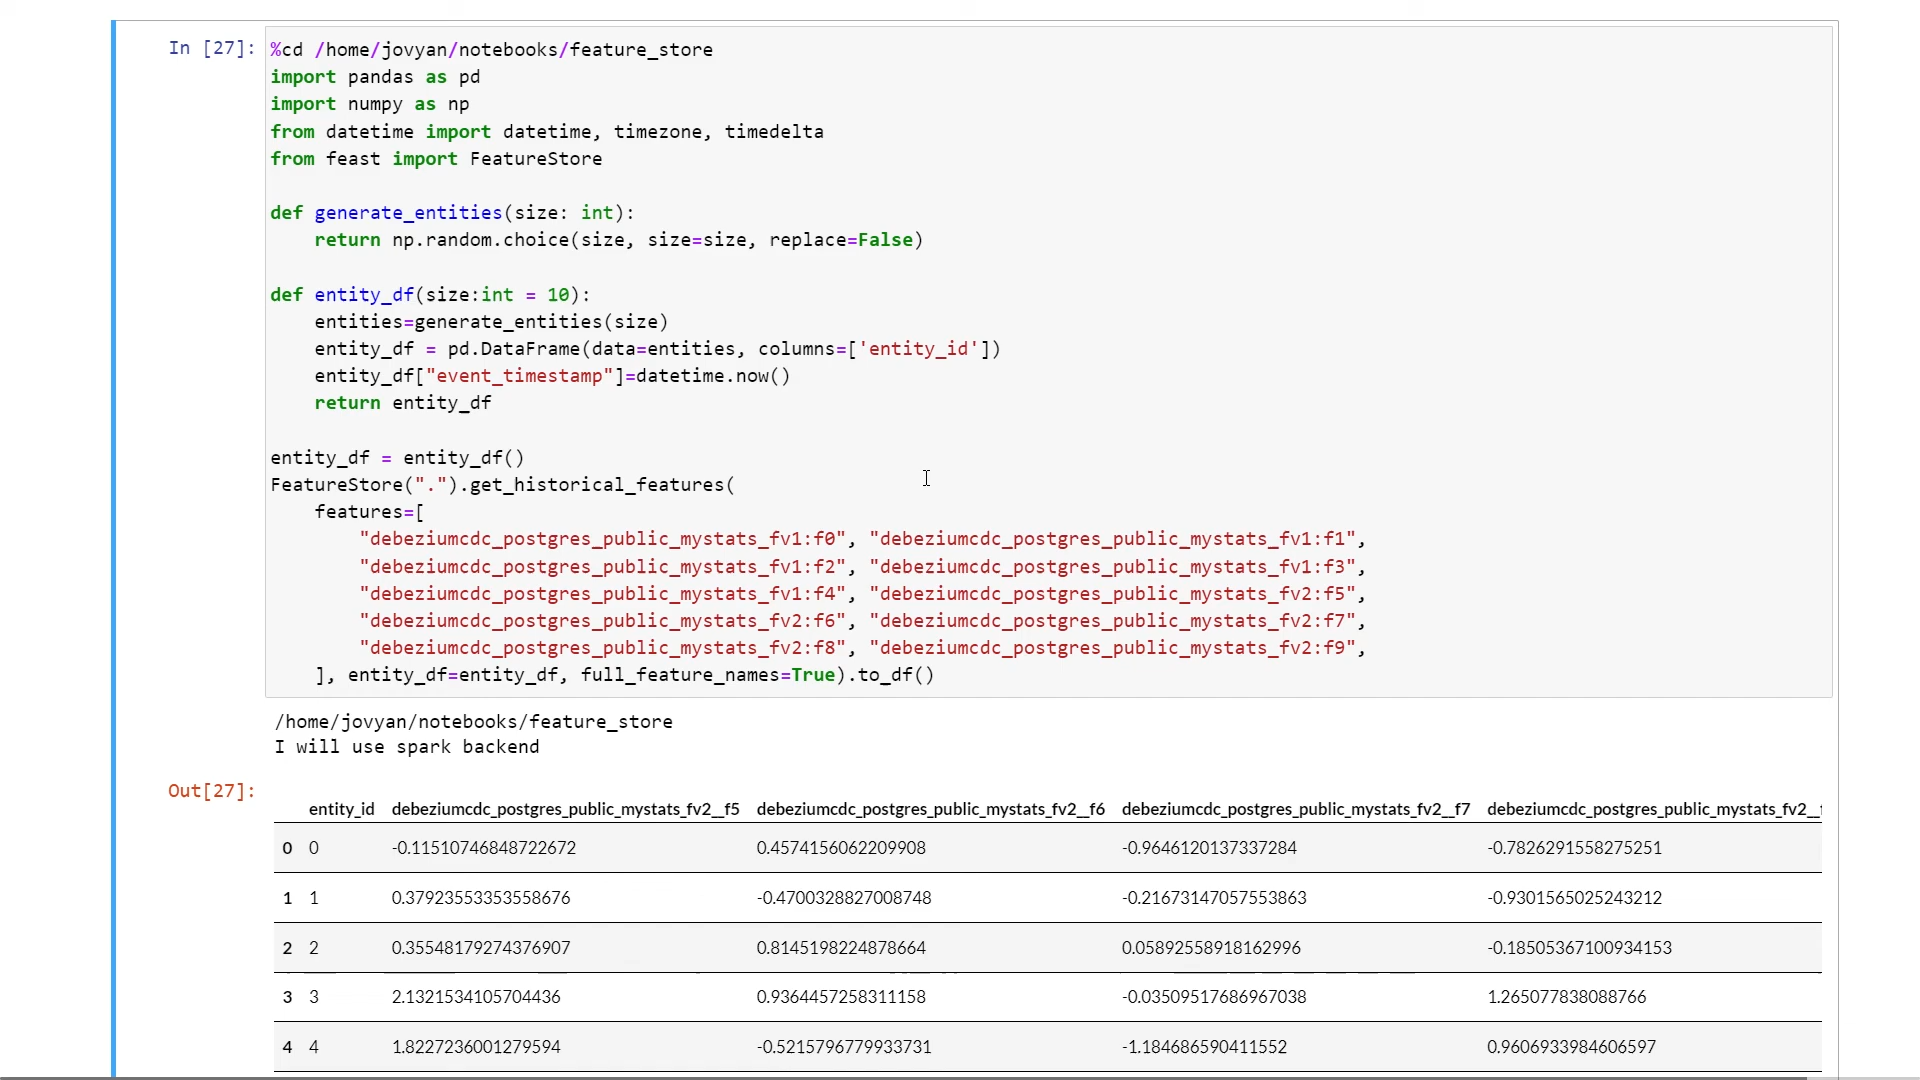 In [27]: %cd /home/jovyan/notebooks/feature_store
import pandas as pd
import numpy as np
from datetime import datetime, timezone, timedelta
from feast import FeatureStore
def generate_entities(size: int):
    return np.random.choice(size, size=size, replace=False)
def entity_df(size:int = 10):
    entities=generate_entities(size)
    entity_df = pd.DataFrame(data=entities, columns=['entity_id'])
    entity_df["event_timestamp"]=datetime.now()
    return entity_df
entity_df = entity_df()
FeatureStore(".").get_historical_features(
    features=[
        "debeziumcdc_postgres_public_mystats_fv1:f0", "debeziumcdc_postgres_public_mystats_fv1:f1",
        "debeziumcdc_postgres_public_mystats_fv1:f2", "debeziumcdc_postgres_public_mystats_fv1:f3",
        "debeziumcdc_postgres_public_mystats_fv1:f4", "debeziumcdc_postgres_public_mystats_fv2:f5",
        "debeziumcdc_postgres_public_mystats_fv2:f6", "debeziumcdc_postgres_public_mystats_fv2:f7",
        "debeziumcdc_postgres_public_mystats_fv2:f8", "debeziumcdc_postgres_public_mystats_fv2:f9",
    ], entity_df=entity_df, full_feature_names=True).to_df()
/home/jovyan/notebooks/feature_store
I will use spark backend
Out[27]:
entity_id debeziumcdc_postgres_public_mystats_fv2__f5 debeziumcdc_postgres_public_mystats_fv2__f6 debeziumcdc_postgres_public_mystats_fv2__f7 debeziumcdc_postgres_public_mystats_fv2__
0 0 -0.11510746848722672 0.4574156062209908 -0.9646120137337284 -0.7826291558275251
1 1 0.37923553353558676 -0.4700328827008748 -0.21673147057553863 -0.9301565025243212
2 2 0.35548179274376907 0.8145198224878664 0.05892558918162996 -0.18505367100934153
3 3 2.1321534105704436 0.9364457258311158 -0.03509517686967038 1.265077838088766
4 4 1.8227236001279594 -0.5215796779933731 -1.184686590411552 0.9606933984606597